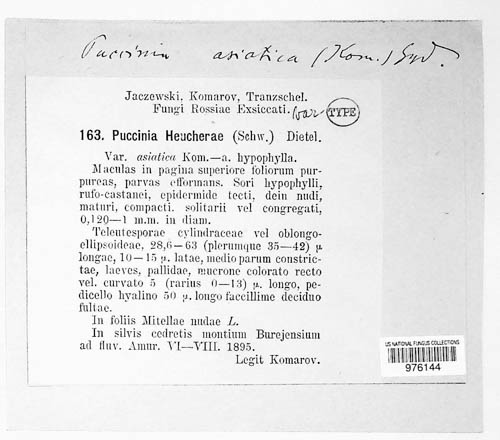 Puccinia asiatica (Kom.) Syd.
Jaczewski, Komarov, Tranzschel.
Fungi Rossiae Exsiccati.
var TYPE
163. Puccinia Heucherae (Schw.) Dietel.
Var. asiatica Kom.—a. hypophylla.
Maculas in pagina superiore foliorum pur-
pureas, parvas efformans. Sori hypophylli,
rufo-castanei, epidermide tecti, dein nudi,
maturi, compacti. solitarii vel congregati,
0,120—1 m.m. in diam.
Teleutesporae cylindraceae vel oblongo-
ellipsoideae, 28,6—63 (plerumque 35—42) μ
longae, 10—15 μ. latae, medio parum constric-
tae, laeves, pallidae, mucrone colorato recto
vel. curvato 5 (rarius 0—13) μ. longo, pe-
dicello hyalino 50 μ. longo faccillime deciduo
fultae.
In foliis Mitellae nudae L.
In silvis cedretis montium Burejensium
ad fluv. Amur. VI—VIII. 1895.
Legit Komarov.
US NATIONAL FUNGUS COLLECTIONS
976144